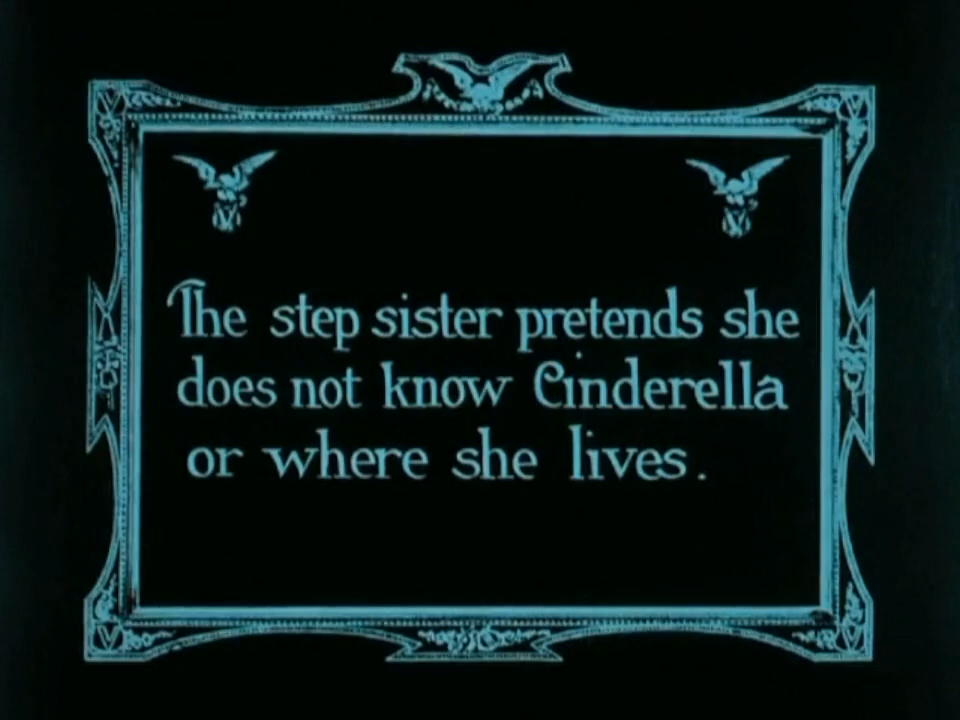 The step sister pretends she
does not know Cinderella
or where she lives.